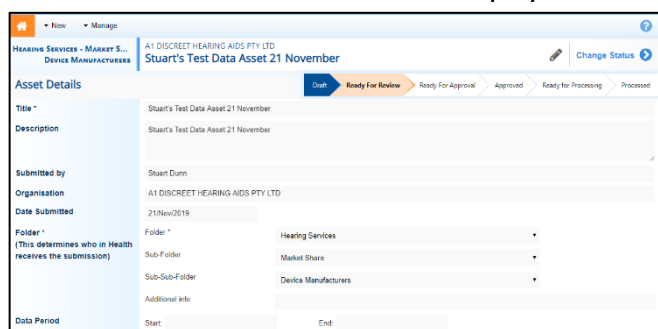 New Manage
HEARING SERVICES - MARKET S...
DEVICE MANUFACTURERS
A1 DISCREET HEARING AIDS PTY LTD
Stuart's Test Data Asset 21 November
Change Status
Asset Details
Draft Ready For Review Ready For Approval Approved Ready for Processing Processed
Title * Stuart's Test Data Asset 21 November
Description Stuart's Test Data Asset 21 November
Submitted by Stuart Dunn
Organisation A1 DISCREET HEARING AIDS PTY LTD
Date Submitted 21/Nov/2019
Folder *
(This determines who in Health
receives the submission)
Folder * Hearing Services
Sub-Folder Market Share
Sub-Sub-Folder Device Manufacturers
Additional info
Data Period Start: End: